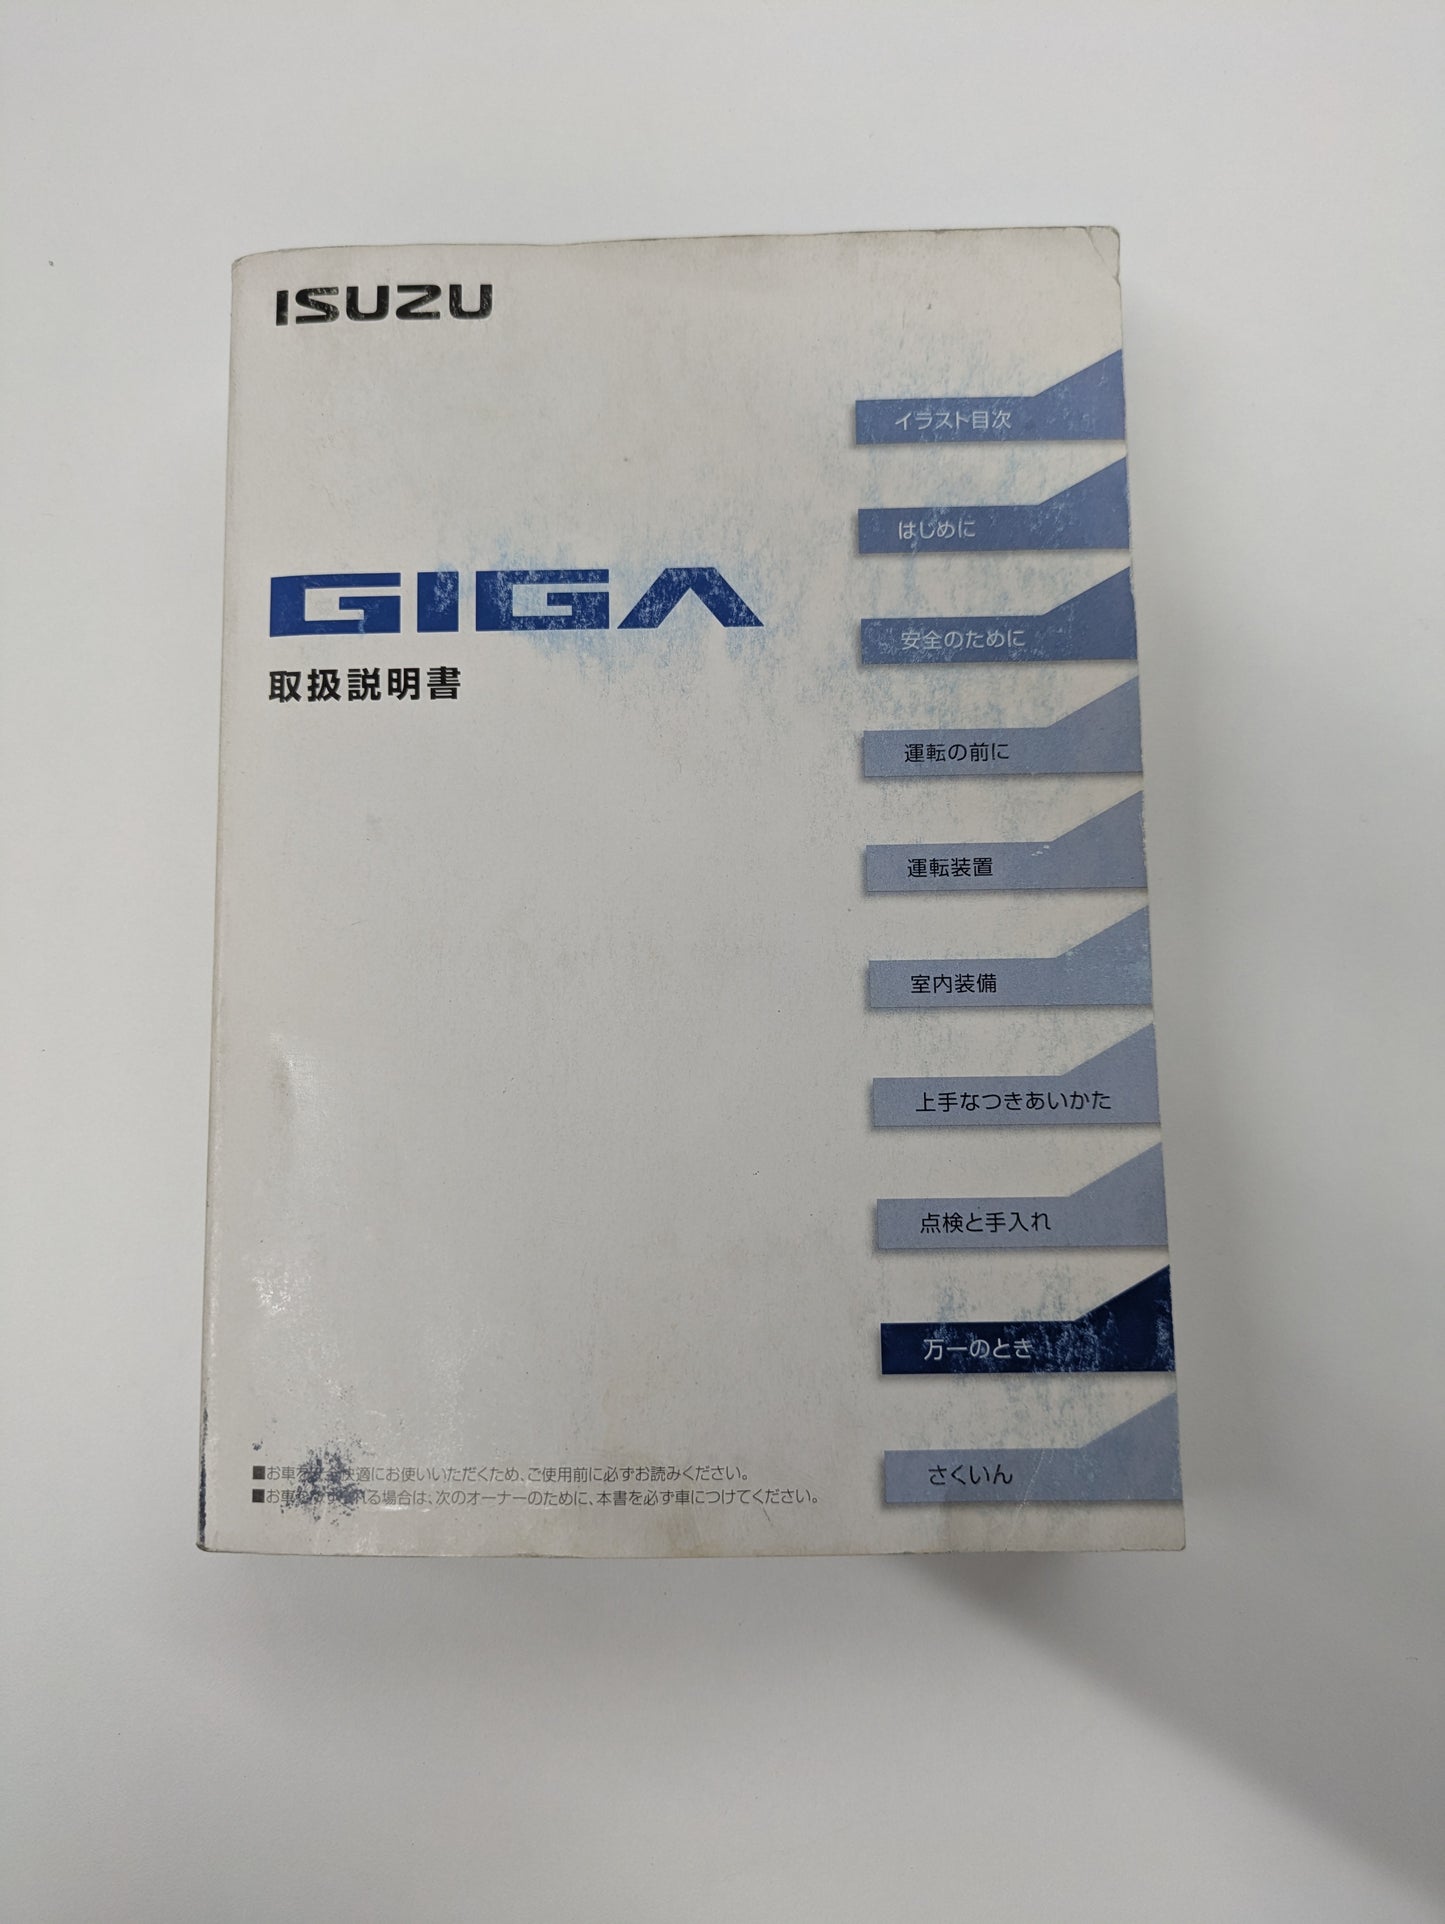 ISUZU
イラスト目次
はじめに
GIGA
取扱説明書
安全のために
運転の前に
運転装置
室内装備
上手なつきあいかた
点検と手入れ
万一のとき
さくいん
■お車を安全快適にお使いいただくため、ご使用前に必ずお読みください。
■お車をゆずられる場合は、次のオーナーのために、本書を必ず車につけてください。